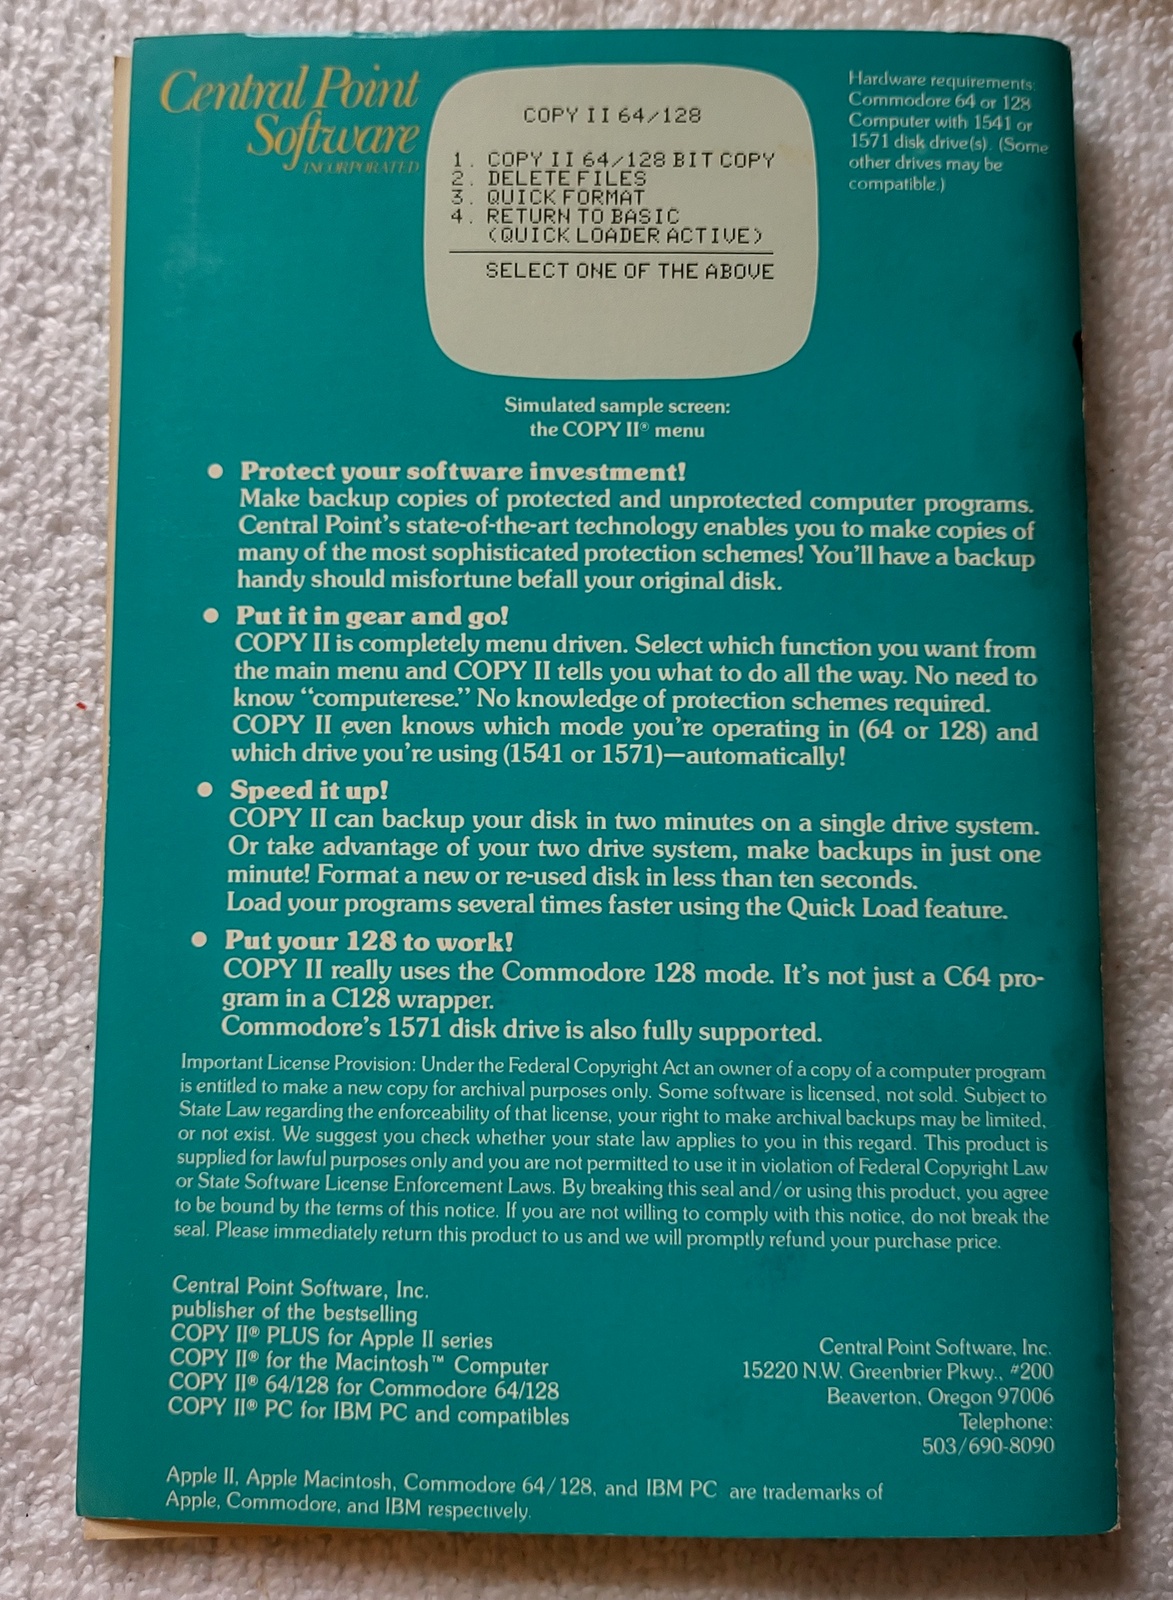 Central Point
Software
INCORPORATED
COPY II 64/128
1. COPY II 64/128 BIT COPY
2. DELETE FILES
3. QUICK FORMAT
4. RETURN TO BASIC
(QUICK LOADER ACTIVE)
SELECT ONE OF THE ABOVE
Hardware requirements:
Commodore 64 or 128
Computer with 1541 or
1571 disk drive(s). (Some
other drives may be
compatible.)
Simulated sample screen:
the COPY II® menu
● Protect your software investment!
Make backup copies of protected and unprotected computer programs.
Central Point's state-of-the-art technology enables you to make copies of
many of the most sophisticated protection schemes! You'll have a backup
handy should misfortune befall your original disk.
● Put it in gear and go!
COPY II is completely menu driven. Select which function you want from
the main menu and COPY II tells you what to do all the way. No need to
know "computerese." No knowledge of protection schemes required.
COPY II even knows which mode you're operating in (64 or 128) and
which drive you're using (1541 or 1571)—automatically!
● Speed it up!
COPY II can backup your disk in two minutes on a single drive system.
Or take advantage of your two drive system, make backups in just one
minute! Format a new or re-used disk in less than ten seconds.
Load your programs several times faster using the Quick Load feature.
● Put your 128 to work!
COPY II really uses the Commodore 128 mode. It's not just a C64 pro-
gram in a C128 wrapper.
Commodore's 1571 disk drive is also fully supported.
Important License Provision: Under the Federal Copyright Act an owner of a copy of a computer program
is entitled to make a new copy for archival purposes only. Some software is licensed, not sold. Subject to
State Law regarding the enforceability of that license, your right to make archival backups may be limited,
or not exist. We suggest you check whether your state law applies to you in this regard. This product is
supplied for lawful purposes only and you are not permitted to use it in violation of Federal Copyright Law
or State Software License Enforcement Laws. By breaking this seal and/or using this product, you agree
to be bound by the terms of this notice. If you are not willing to comply with this notice, do not break the
seal. Please immediately return this product to us and we will promptly refund your purchase price.
Central Point Software, Inc.
publisher of the bestselling
COPY II® PLUS for Apple II series
COPY II® for the Macintosh™ Computer
COPY II® 64/128 for Commodore 64/128
COPY II® PC for IBM PC and compatibles
Central Point Software, Inc.
15220 N.W. Greenbrier Pkwy., #200
Beaverton, Oregon 97006
Telephone:
503/690-8090
Apple II, Apple Macintosh, Commodore 64/128, and IBM PC are trademarks of
Apple, Commodore, and IBM respectively.